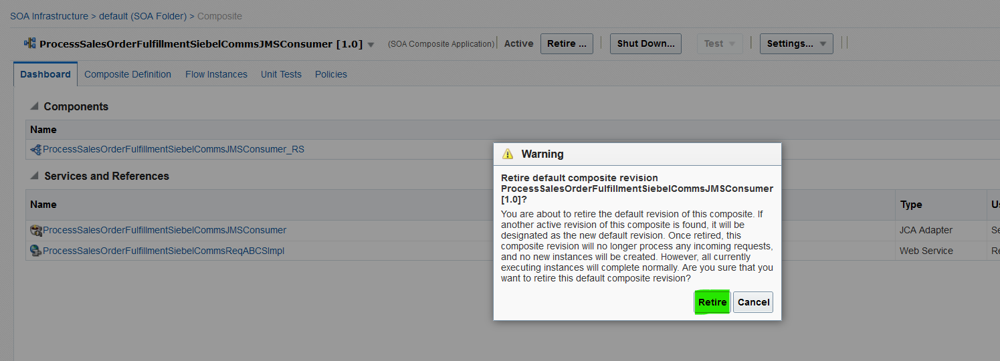 SOA Infrastructure > default (SOA Folder) > Composite
ProcessSalesOrderFulfillmentSiebelCommsJMSConsumer [1.0] (SOA Composite Application) Active Retire ... Shut Down... Test Settings...
Dashboard Composite Definition Flow Instances Unit Tests Policies
Components
Name
ProcessSalesOrderFulfillmentSiebelCommsJMSConsumer_RS
Services and References
Name Type
ProcessSalesOrderFulfillmentSiebelCommsJMSConsumer JCA Adapter
ProcessSalesOrderFulfillmentSiebelCommsReqABCSImpl Web Service
Warning
Retire default composite revision
ProcessSalesOrderFulfillmentSiebelCommsJMSConsumer
[1.0]?
You are about to retire the default revision of this composite. If
another active revision of this composite is found, it will be
designated as the new default revision. Once retired, this
composite revision will no longer process any incoming requests,
and no new instances will be created. However, all currently
executing instances will complete normally. Are you sure that you
want to retire this default composite revision?
Retire Cancel